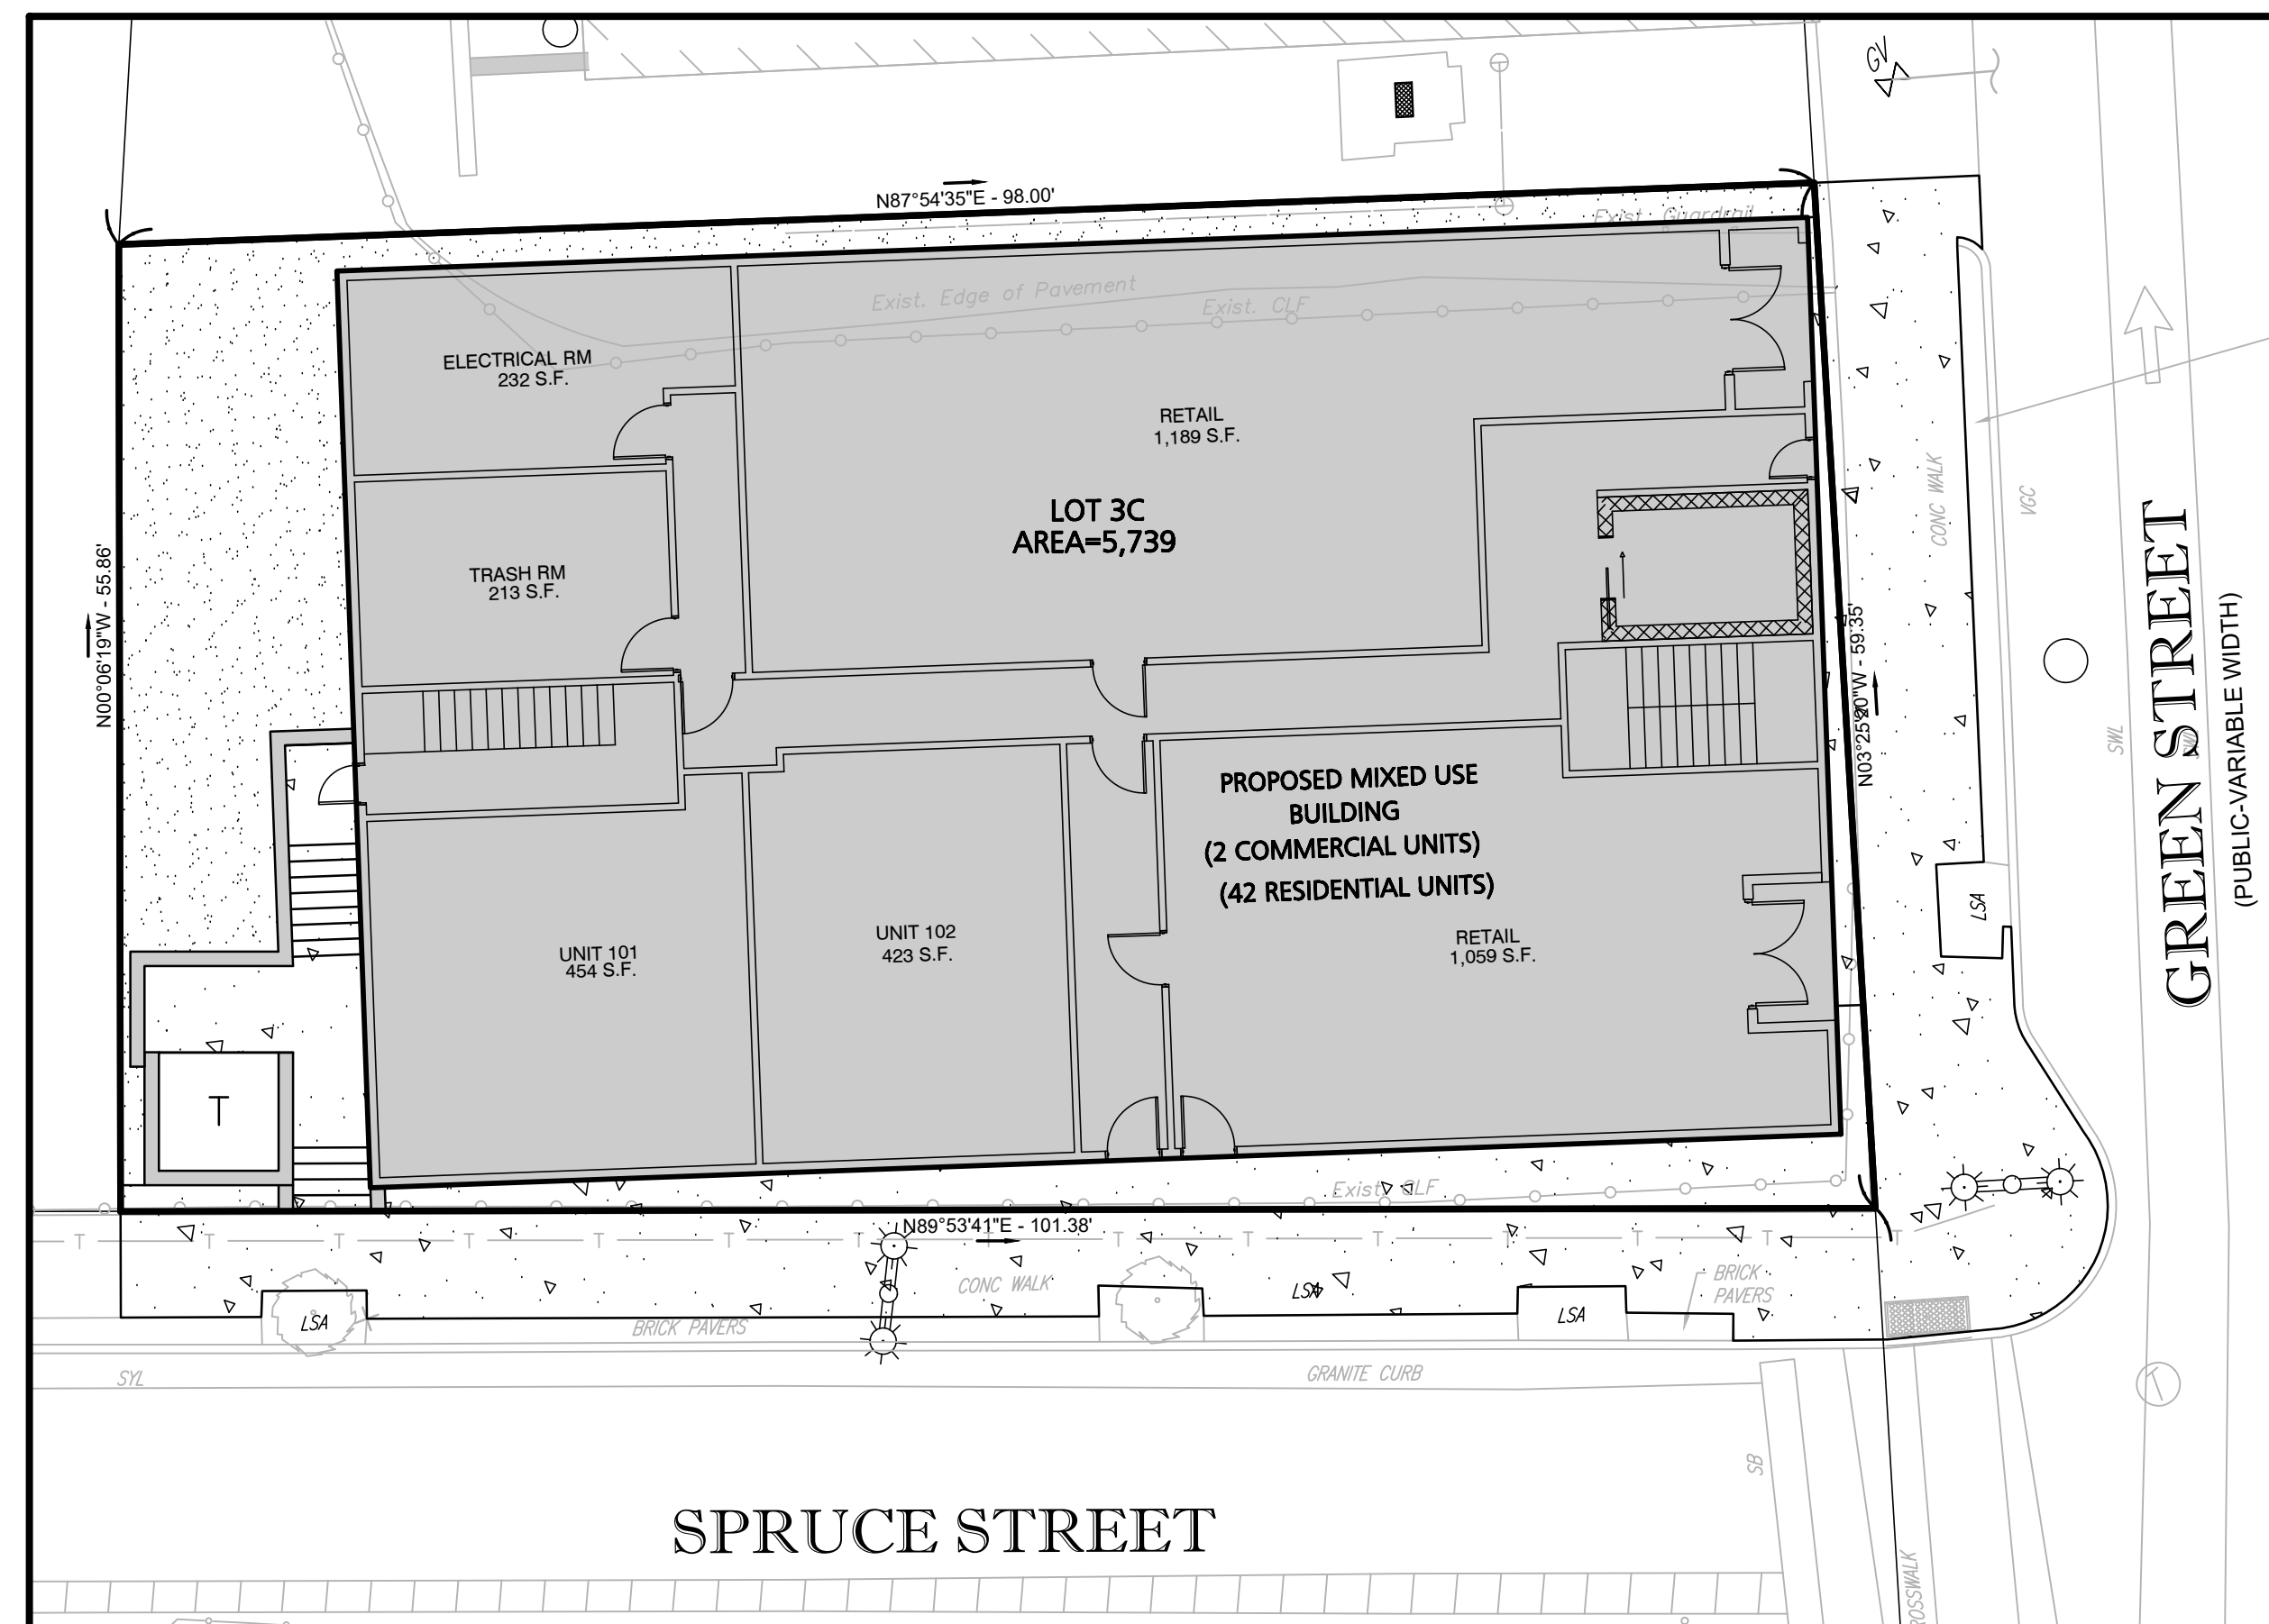 GV
N87°54'35"E - 98.00'
Exist. Guardrail
Exist. Edge of Pavement
Exist. CLF
ELECTRICAL RM
232 S.F.
RETAIL
1,189 S.F.
LOT 3C
AREA=5,739
TRASH RM
213 S.F.
N00°06'19"W - 55.86'
CONC WALK
VGC
GREEN STREET
(PUBLIC-VARIABLE WIDTH)
N03°25'20"W - 59.35'
SWL
SWL
PROPOSED MIXED USE
BUILDING
(2 COMMERCIAL UNITS)
(42 RESIDENTIAL UNITS)
LSA
UNIT 101
454 S.F.
UNIT 102
423 S.F.
RETAIL
1,059 S.F.
T
Exist. CLF
N89°53'41"E - 101.38'
T T T T T T T T T T T T T T T
CONC WALK
LSA
BRICK
PAVERS
LSA
LSA
BRICK PAVERS
SYL
GRANITE CURB
T
SB
SPRUCE STREET